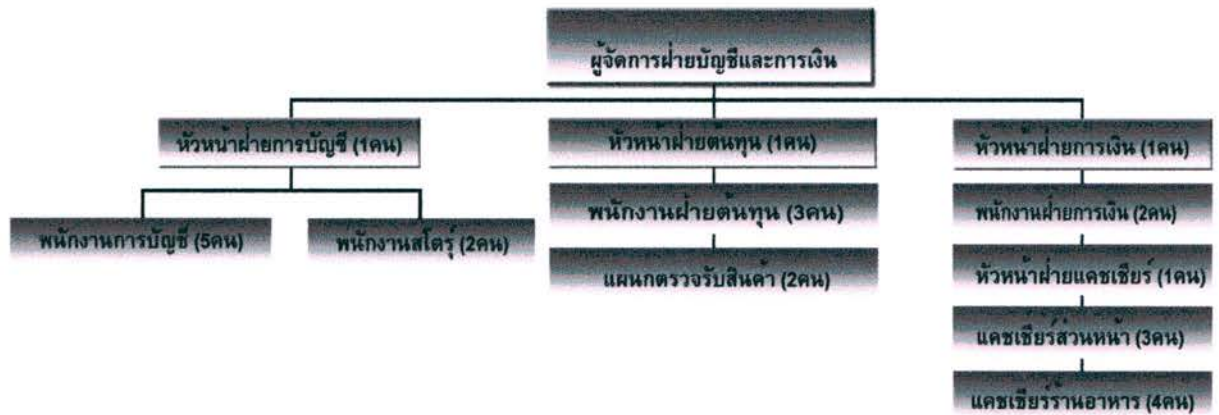 ผู้จัดการฝ่ายบัญชีและการเงิน
หัวหน้าฝ่ายการบัญชี (1คน)
หัวหน้าฝ่ายต้นทุน (1คน)
หัวหน้าฝ่ายการเงิน (1คน)
พนักงานการบัญชี (5คน)
พนักงานสโตร์ (2คน)
พนักงานฝ่ายต้นทุน (3คน)
แผนกตรวจรับสินค้า (2คน)
พนักงานฝ่ายการเงิน (2คน)
หัวหน้าฝ่ายแคชเชียร์ (1คน)
แคชเชียร์ส่วนหน้า (3คน)
แคชเชียร์ร้านอาหาร (4คน)